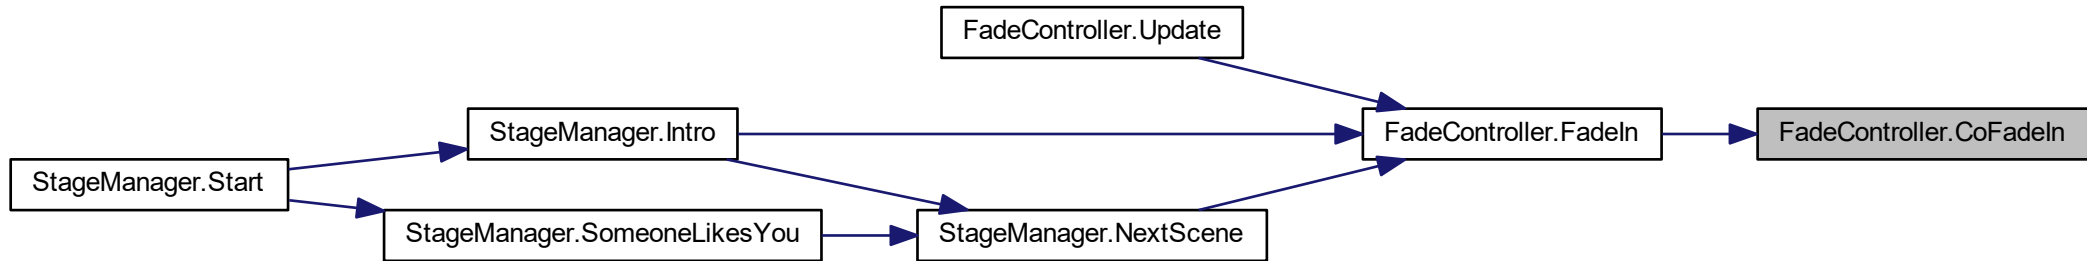 FadeController.Update
StageManager.Intro
FadeController.FadeIn
FadeController.CoFadeIn
StageManager.Start
StageManager.SomeoneLikesYou
StageManager.NextScene